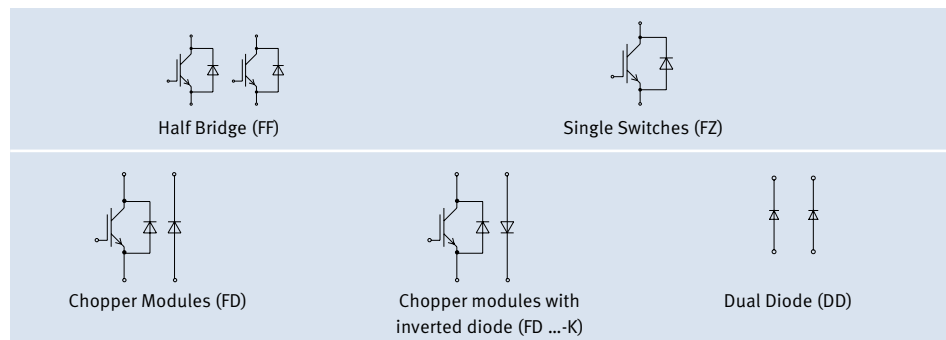 Half Bridge (FF)
Single Switches (FZ)
Chopper Modules (FD)
Chopper modules with
inverted diode (FD ...-K)
Dual Diode (DD)